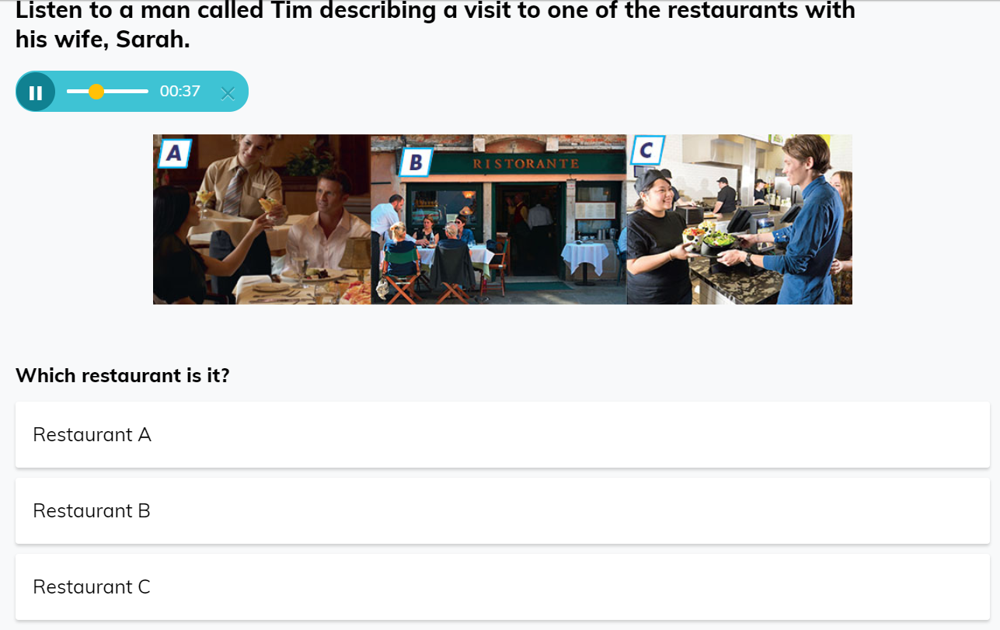 Listen to a man called Tim describing a visit to one of the restaurants with
his wife, Sarah.
00:37
A
B
RISTORANTE
C
Which restaurant is it?
Restaurant A
Restaurant B
Restaurant C